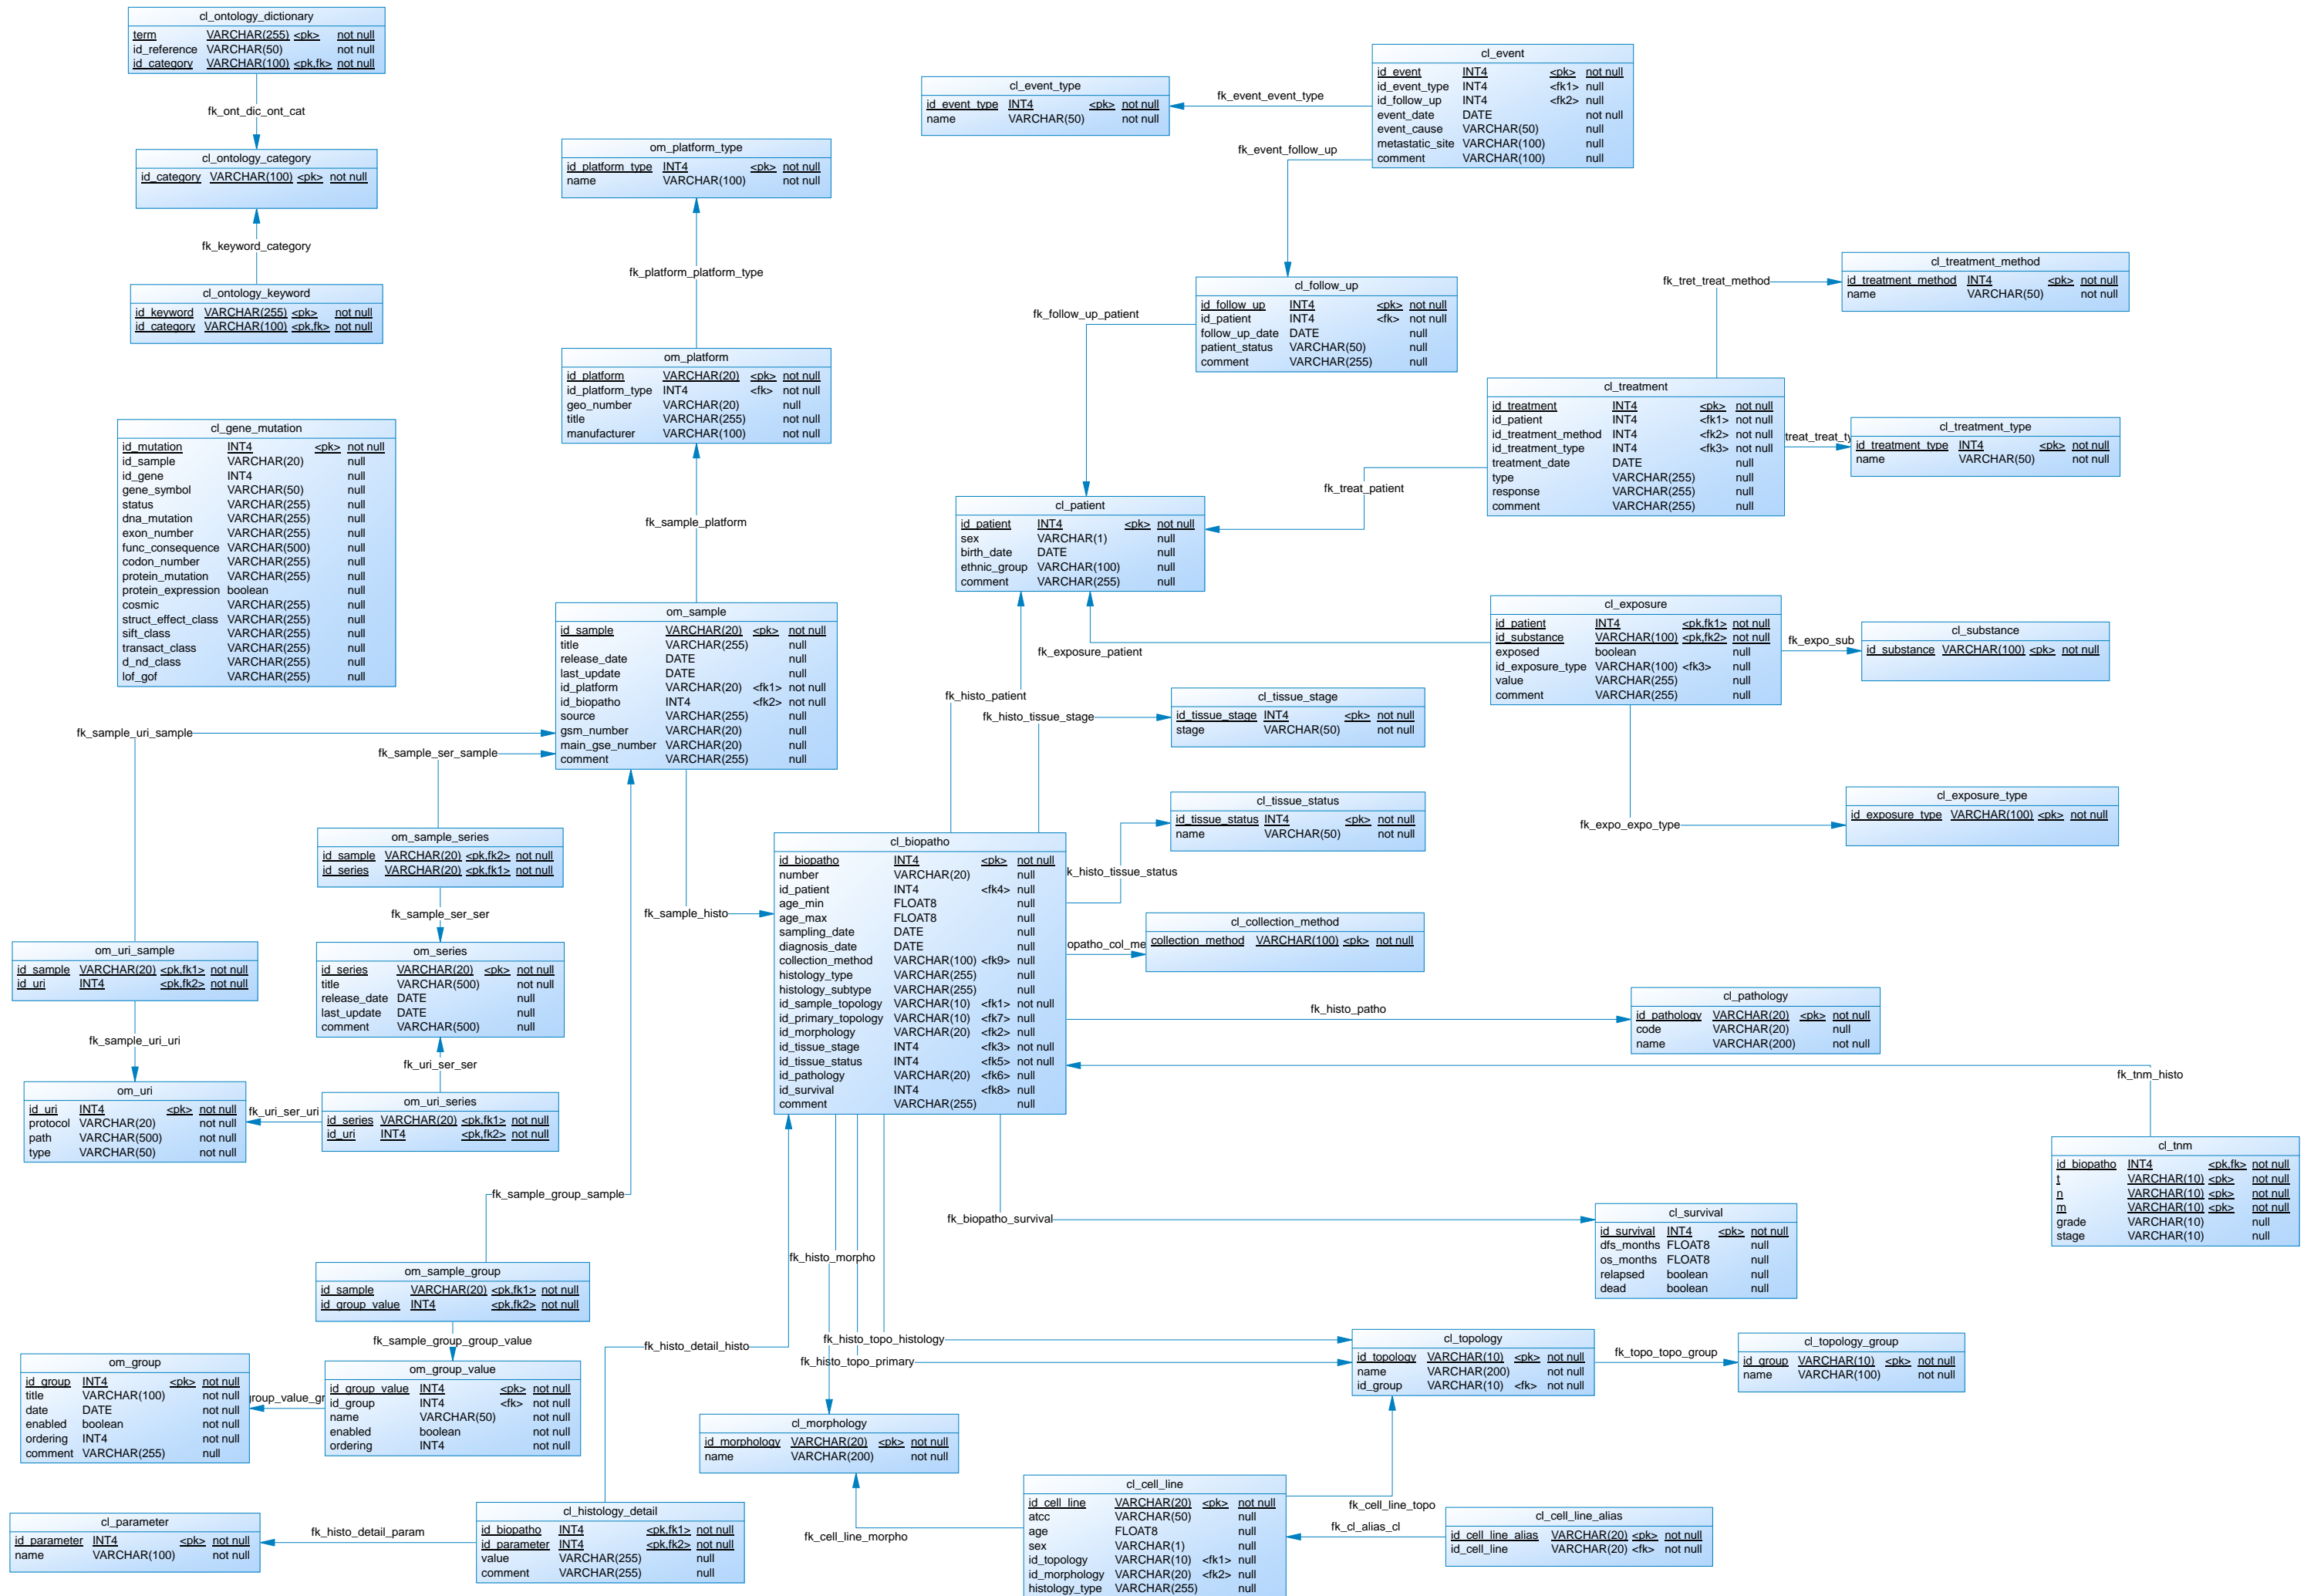 cl_ontology_dictionary
term VARCHAR(255) <pk> not null
id_reference VARCHAR(50) not null
id_category VARCHAR(100) <pk,fk> not null
fk_ont_dic_ont_cat
cl_ontology_category
id_category VARCHAR(100) <pk> not null
fk_keyword_category
cl_ontology_keyword
id_keyword VARCHAR(255) <pk> not null
id_category VARCHAR(100) <pk,fk> not null
cl_gene_mutation
id_mutation INT4 <pk> not null
id_sample VARCHAR(20) null
id_gene INT4 null
gene_symbol VARCHAR(50) null
status VARCHAR(255) null
dna_mutation VARCHAR(255) null
exon_number VARCHAR(255) null
func_consequence VARCHAR(500) null
codon_number VARCHAR(255) null
protein_mutation VARCHAR(255) null
protein_expression boolean null
cosmic VARCHAR(255) null
struct_effect_class VARCHAR(255) null
sift_class VARCHAR(255) null
transact_class VARCHAR(255) null
d_nd_class VARCHAR(255) null
lof_gof VARCHAR(255) null
om_platform_type
id_platform_type INT4 <pk> not null
name VARCHAR(100) not null
fk_platform_platform_type
om_platform
id_platform VARCHAR(20) <pk> not null
id_platform_type INT4 <fk> not null
geo_number VARCHAR(20) null
title VARCHAR(255) not null
manufacturer VARCHAR(100) not null
fk_sample_platform
om_sample
id_sample VARCHAR(20) <pk> not null
title VARCHAR(255) null
release_date DATE null
last_update DATE null
id_platform VARCHAR(20) <fk1> not null
id_biopatho INT4 <fk2> not null
source VARCHAR(255) null
gsm_number VARCHAR(20) null
main_gse_number VARCHAR(20) null
comment VARCHAR(255) null
cl_event_type
id_event_type INT4 <pk> not null
name VARCHAR(50) not null
fk_event_event_type
cl_event
id_event INT4 <pk> not null
id_event_type INT4 <fk1> null
id_follow_up INT4 <fk2> null
event_date DATE not null
event_cause VARCHAR(50) null
metastatic_site VARCHAR(100) null
comment VARCHAR(100) null
fk_event_follow_up
cl_follow_up
id_follow_up INT4 <pk> not null
id_patient INT4 <fk> not null
follow_up_date DATE null
patient_status VARCHAR(50) null
comment VARCHAR(255) null
fk_follow_up_patient
cl_treatment_method
id_treatment_method INT4 <pk> not null
name VARCHAR(50) not null
fk_tret_treat_method
cl_treatment
id_treatment INT4 <pk> not null
id_patient INT4 <fk1> not null
id_treatment_method INT4 <fk2> not null
id_treatment_type INT4 <fk3> not null
treatment_date DATE null
type VARCHAR(255) null
response VARCHAR(255) null
comment VARCHAR(255) null
treat_treat_ty
cl_treatment_type
id_treatment_type INT4 <pk> not null
name VARCHAR(50) not null
fk_treat_patient
cl_patient
id_patient INT4 <pk> not null
sex VARCHAR(1) null
birth_date DATE null
ethnic_group VARCHAR(100) null
comment VARCHAR(255) null
fk_exposure_patient
cl_exposure
id_patient INT4 <pk,fk1> not null
id_substance VARCHAR(100) <pk,fk2> not null
exposed boolean null
id_exposure_type VARCHAR(100) <fk3> null
value VARCHAR(255) null
comment VARCHAR(255) null
fk_expo_sub
cl_substance
id_substance VARCHAR(100) <pk> not null
fk_expo_expo_type
cl_exposure_type
id_exposure_type VARCHAR(100) <pk> not null
fk_histo_patient
fk_histo_tissue_stage
cl_tissue_stage
id_tissue_stage INT4 <pk> not null
stage VARCHAR(50) null
cl_tissue_status
id_tissue_status INT4 <pk> not null
name VARCHAR(50) not null
k_histo_tissue_status
cl_collection_method
collection_method VARCHAR(100) <pk> not null
opatho_col_me
cl_biopatho
id_biopatho INT4 <pk> not null
number VARCHAR(20) null
id_patient INT4 <fk4> null
age_min FLOAT8 null
age_max FLOAT8 null
sampling_date DATE null
diagnosis_date DATE null
collection_method VARCHAR(100) <fk9> null
histology_type VARCHAR(255) null
histology_subtype VARCHAR(255) null
id_sample_topology VARCHAR(10) <fk1> not null
id_primary_topology VARCHAR(10) <fk7> null
id_morphology VARCHAR(20) <fk2> null
id_tissue_stage INT4 <fk3> not null
id_tissue_status INT4 <fk5> not null
id_pathology VARCHAR(20) <fk6> null
id_survival INT4 <fk8> null
comment VARCHAR(255) null
fk_sample_histo
fk_histo_patho
cl_pathology
id_pathology VARCHAR(20) <pk> not null
code VARCHAR(20) null
name VARCHAR(200) not null
fk_tnm_histo
cl_tnm
id_biopatho INT4 <pk,fk> not null
t VARCHAR(10) <pk> not null
n VARCHAR(10) <pk> not null
m VARCHAR(10) <pk> not null
grade VARCHAR(10) null
stage VARCHAR(10) null
fk_biopatho_survival
cl_survival
id_survival INT4 <pk> not null
dfs_months FLOAT8 null
os_months FLOAT8 null
relapsed boolean null
dead boolean null
fk_sample_uri_sample
fk_sample_ser_sample
om_sample_series
id_sample VARCHAR(20) <pk,fk2> not null
id_series VARCHAR(20) <pk,fk1> not null
fk_sample_ser_ser
om_uri_sample
id_sample VARCHAR(20) <pk,fk1> not null
id_uri INT4 <pk,fk2> not null
om_series
id_series VARCHAR(20) <pk> not null
title VARCHAR(500) not null
release_date DATE null
last_update DATE null
comment VARCHAR(500) null
fk_sample_uri_uri
fk_uri_ser_ser
om_uri
id_uri INT4 <pk> not null
protocol VARCHAR(20) not null
path VARCHAR(500) not null
type VARCHAR(50) not null
fk_uri_ser_uri
om_uri_series
id_series VARCHAR(20) <pk,fk1> not null
id_uri INT4 <pk,fk2> not null
fk_sample_group_sample
om_sample_group
id_sample VARCHAR(20) <pk,fk1> not null
id_group_value INT4 <pk,fk2> not null
fk_sample_group_group_value
om_group
id_group INT4 <pk> not null
title VARCHAR(100) not null
date DATE not null
enabled boolean not null
ordering INT4 not null
comment VARCHAR(255) null
group_value_gr
om_group_value
id_group_value INT4 <pk> not null
id_group INT4 <fk> not null
name VARCHAR(50) not null
enabled boolean not null
ordering INT4 not null
fk_histo_morpho
fk_histo_detail_histo
fk_histo_topo_histology
fk_histo_topo_primary
cl_topology
id_topology VARCHAR(10) <pk> not null
name VARCHAR(200) not null
id_group VARCHAR(10) <fk> not null
fk_topo_topo_group
cl_topology_group
id_group VARCHAR(10) <pk> not null
name VARCHAR(100) not null
cl_morphology
id_morphology VARCHAR(20) <pk> not null
name VARCHAR(200) not null
cl_parameter
id_parameter INT4 <pk> not null
name VARCHAR(100) not null
fk_histo_detail_param
cl_histology_detail
id_biopatho INT4 <pk,fk1> not null
id_parameter INT4 <pk,fk2> not null
value VARCHAR(255) null
comment VARCHAR(255) null
fk_cell_line_morpho
cl_cell_line
id_cell_line VARCHAR(20) <pk> not null
atcc VARCHAR(50) null
age FLOAT8 null
sex VARCHAR(1) null
id_topology VARCHAR(10) <fk1> null
id_morphology VARCHAR(20) <fk2> null
histology_type VARCHAR(255) null
fk_cell_line_topo
fk_cl_alias_cl
cl_cell_line_alias
id_cell_line_alias VARCHAR(20) <pk> not null
id_cell_line VARCHAR(20) <fk> not null